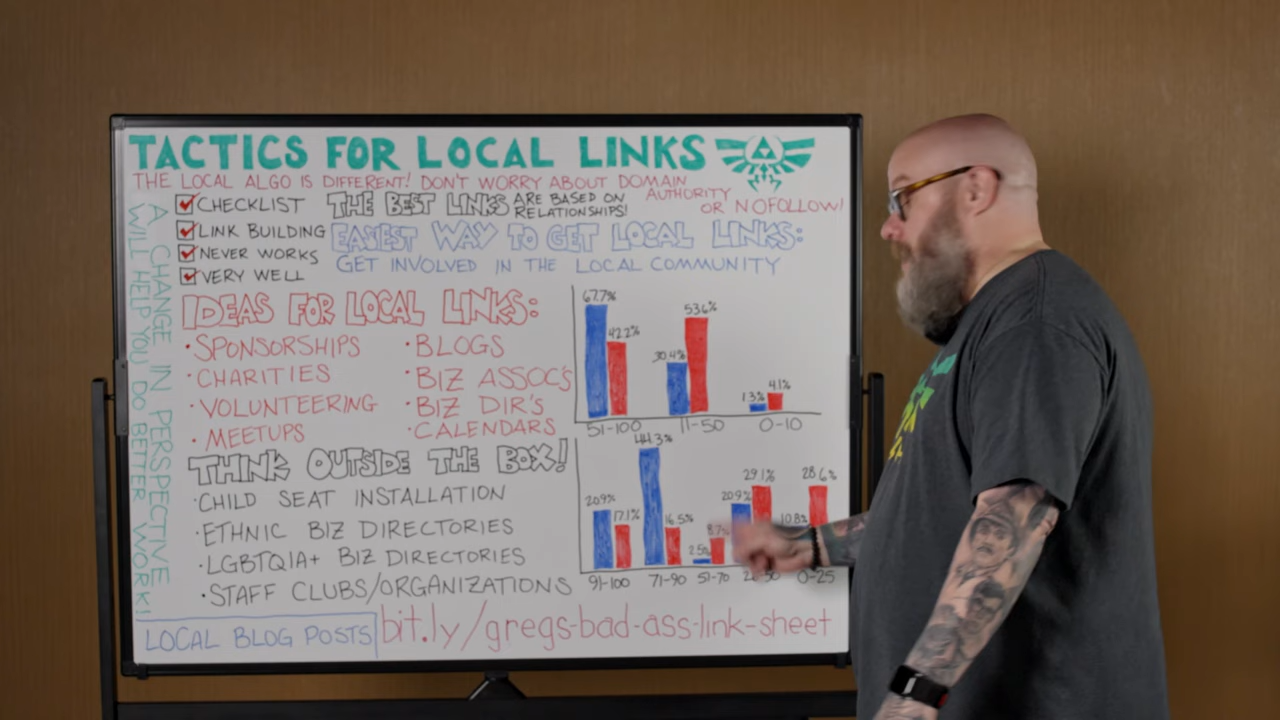 TACTICS FOR LOCAL LINKS
THE LOCAL ALGO IS DIFFERENT! DON'T WORRY ABOUT DOMAIN AUTHORITY
OR NOFOLLOW!
CHECKLIST
LINK BUILDING
NEVER WORKS
VERY WELL
THE BEST LINKS ARE BASED ON
RELATIONSHIPS!
EASIEST WAY TO GET LOCAL LINKS:
GET INVOLVED IN THE LOCAL COMMUNITY
A CHANGE IN PERSPECTIVE
WILL HELP YOU DO BETTER WORK!
IDEAS FOR LOCAL LINKS:
• SPONSORSHIPS
• CHARITIES
• VOLUNTEERING
• MEETUPS
• BLOGS
• BIZ ASSOC'S
• BIZ DIR'S
• CALENDARS
67.7% 42.2% 30.4% 53.6% 1.3% 4.1%
51-100 11-50 0-10
THINK OUTSIDE THE BOX!
• CHILD SEAT INSTALLATION
• ETHNIC BIZ DIRECTORIES
• LGBTQIA+ BIZ DIRECTORIES
• STAFF CLUBS/ORGANIZATIONS
20.9% 17.1% 44.3% 16.5% 2.5% 8.7% 20.9% 29.1% 10.8% 28.6%
91-100 71-90 51-70 0-25
LOCAL BLOG POSTS
bit.ly/gregs-bad-ass-link-sheet